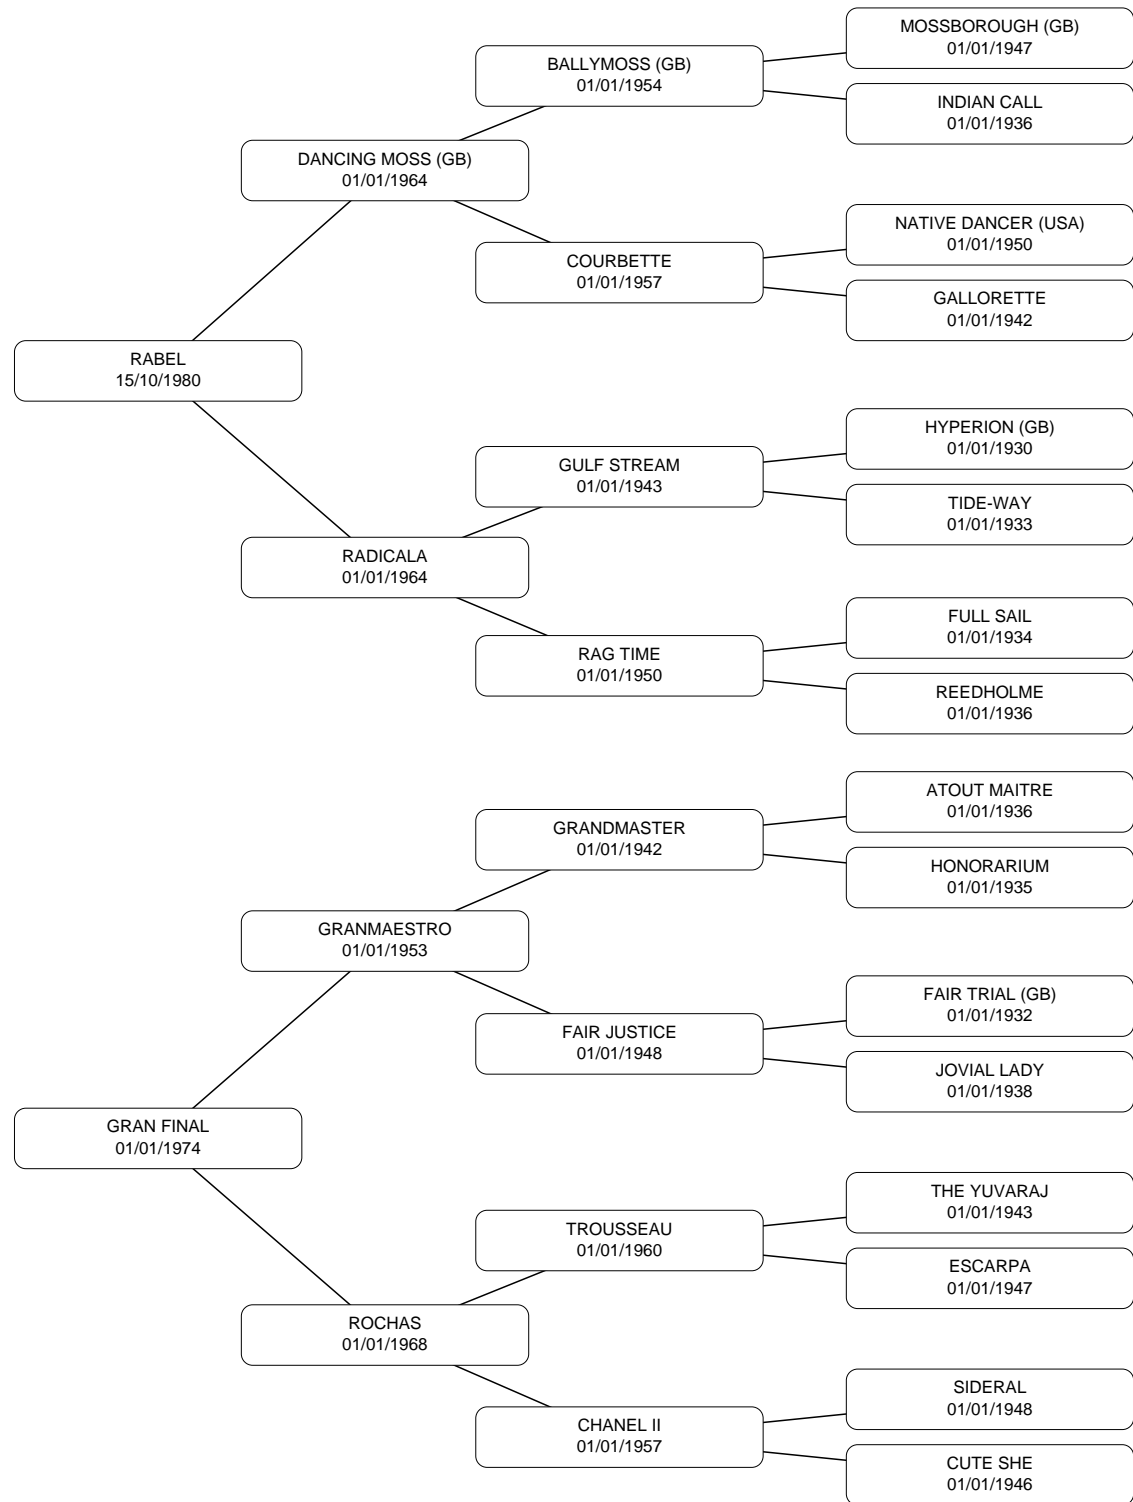 MOSSBOROUGH (GB)
01/01/1947
BALLYMOSS (GB)
01/01/1954
INDIAN CALL
01/01/1936
DANCING MOSS (GB)
01/01/1964
NATIVE DANCER (USA)
01/01/1950
COURBETTE
01/01/1957
GALLORETTE
01/01/1942
RABEL
15/10/1980
HYPERION (GB)
01/01/1930
GULF STREAM
01/01/1943
TIDE-WAY
01/01/1933
RADICALA
01/01/1964
FULL SAIL
01/01/1934
RAG TIME
01/01/1950
REEDHOLME
01/01/1936
ATOUT MAITRE
01/01/1936
GRANDMASTER
01/01/1942
HONORARIUM
01/01/1935
GRANMAESTRO
01/01/1953
FAIR TRIAL (GB)
01/01/1932
FAIR JUSTICE
01/01/1948
JOVIAL LADY
01/01/1938
GRAN FINAL
01/01/1974
THE YUVARAJ
01/01/1943
TROUSSEAU
01/01/1960
ESCARPA
01/01/1947
ROCHAS
01/01/1968
SIDERAL
01/01/1948
CHANEL II
01/01/1957
CUTE SHE
01/01/1946